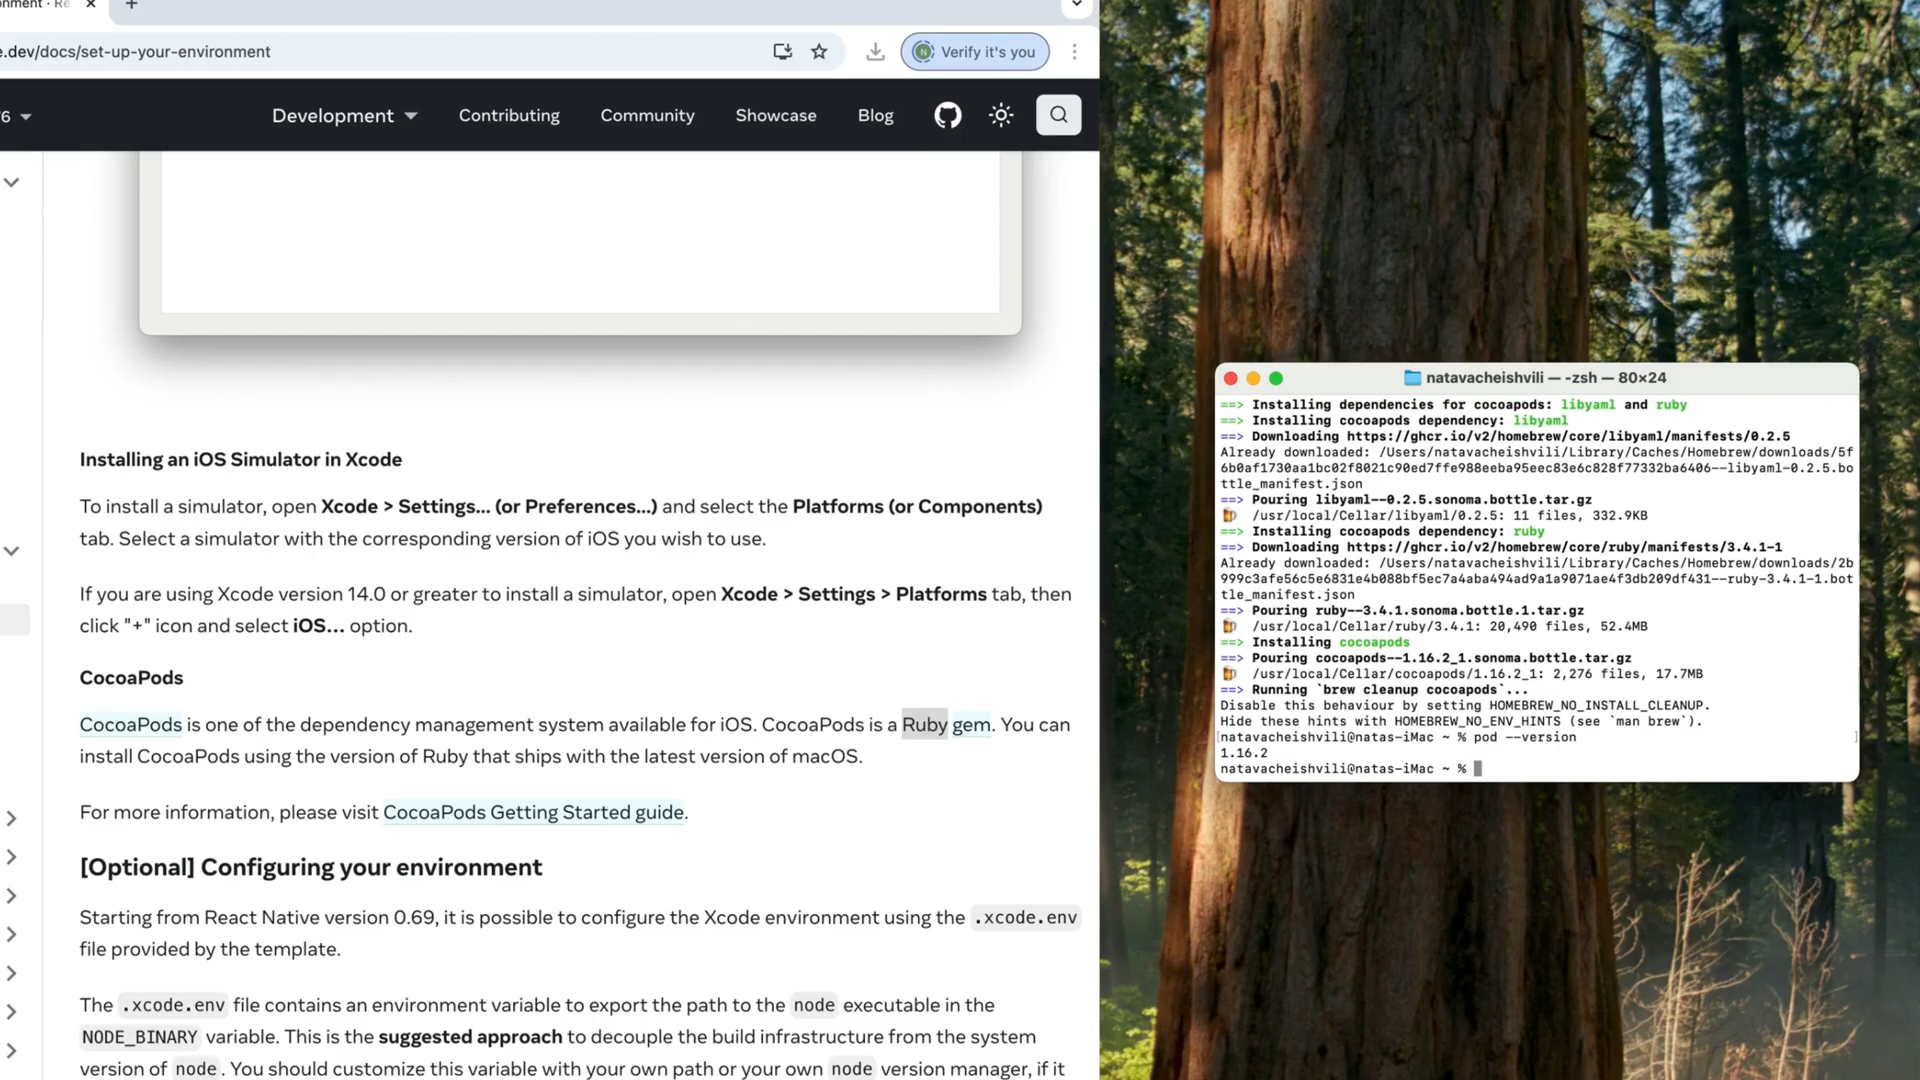 e.dev/docs/set-up-your-environment
Verify it's you
Development
Contributing
Community
Showcase
Blog
Installing an iOS Simulator in Xcode
To install a simulator, open Xcode > Settings... (or Preferences...) and select the Platforms (or Components)
tab. Select a simulator with the corresponding version of iOS you wish to use.
If you are using Xcode version 14.0 or greater to install a simulator, open Xcode > Settings > Platforms tab, then
click "+" icon and select iOS... option.
CocoaPods
CocoaPods is one of the dependency management system available for iOS. CocoaPods is a Ruby gem. You can
install CocoaPods using the version of Ruby that ships with the latest version of macOS.
For more information, please visit CocoaPods Getting Started guide.
[Optional] Configuring your environment
Starting from React Native version 0.69, it is possible to configure the Xcode environment using the .xcode.env
file provided by the template.
The .xcode.env file contains an environment variable to export the path to the node executable in the
NODE_BINARY variable. This is the suggested approach to decouple the build infrastructure from the system
version of node. You should customize this variable with your own path or your own node version manager, if it
natavacheishvili — -zsh — 80×24
==> Installing dependencies for cocoapods: libyaml and ruby
==> Installing cocoapods dependency: libyaml
==> Downloading https://ghcr.io/v2/homebrew/core/libyaml/manifests/0.2.5
Already downloaded: /Users/natavacheishvili/Library/Caches/Homebrew/downloads/5f
6b0af1730aa1bc02f8021c90ed7ffe988eeba95eec83e6c828f77332ba6406--libyaml-0.2.5.bo
ttle_manifest.json
==> Pouring libyaml--0.2.5.sonoma.bottle.tar.gz
/usr/local/Cellar/libyaml/0.2.5: 11 files, 332.9KB
==> Installing cocoapods dependency: ruby
==> Downloading https://ghcr.io/v2/homebrew/core/ruby/manifests/3.4.1-1
Already downloaded: /Users/natavacheishvili/Library/Caches/Homebrew/downloads/2b
999c3afe56c5e6831e4b088bf5ec7a4aba494ad9a1a9071ae4f3db209df431--ruby-3.4.1-1.bot
tle_manifest.json
==> Pouring ruby--3.4.1.sonoma.bottle.1.tar.gz
/usr/local/Cellar/ruby/3.4.1: 20,490 files, 52.4MB
==> Installing cocoapods
==> Pouring cocoapods--1.16.2_1.sonoma.bottle.tar.gz
/usr/local/Cellar/cocoapods/1.16.2_1: 2,276 files, 17.7MB
==> Running `brew cleanup cocoapods`...
Disable this behaviour by setting HOMEBREW_NO_INSTALL_CLEANUP.
Hide these hints with HOMEBREW_NO_ENV_HINTS (see `man brew`).
natavacheishvili@natas-iMac ~ % pod --version
1.16.2
natavacheishvili@natas-iMac ~ %